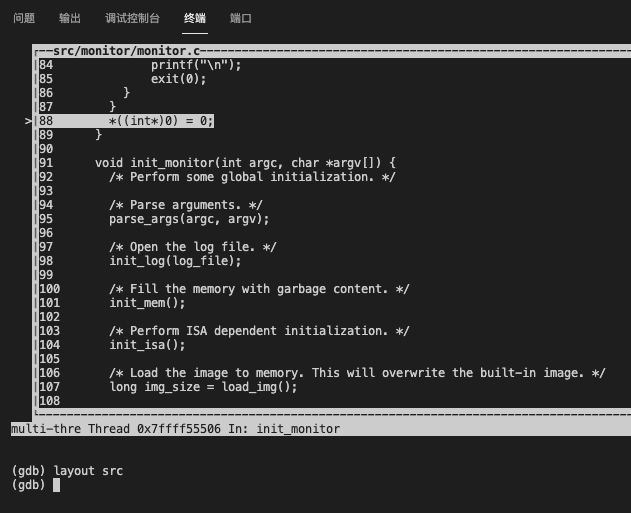 问题 输出 调试控制台 终端 端口
src/monitor/monitor.c
84 printf("\n");
85 exit(0);
86 }
87 }
>88 *((int*)0) = 0;
89 }
90
91 void init_monitor(int argc, char *argv[]) {
92 /* Perform some global initialization. */
93
94 /* Parse arguments. */
95 parse_args(argc, argv);
96
97 /* Open the log file. */
98 init_log(log_file);
99
100 /* Fill the memory with garbage content. */
101 init_mem();
102
103 /* Perform ISA dependent initialization. */
104 init_isa();
105
106 /* Load the image to memory. This will overwrite the built-in image. */
107 long img_size = load_img();
108
multi-thre Thread 0x7ffff55506 In: init_monitor
(gdb) layout src
(gdb)